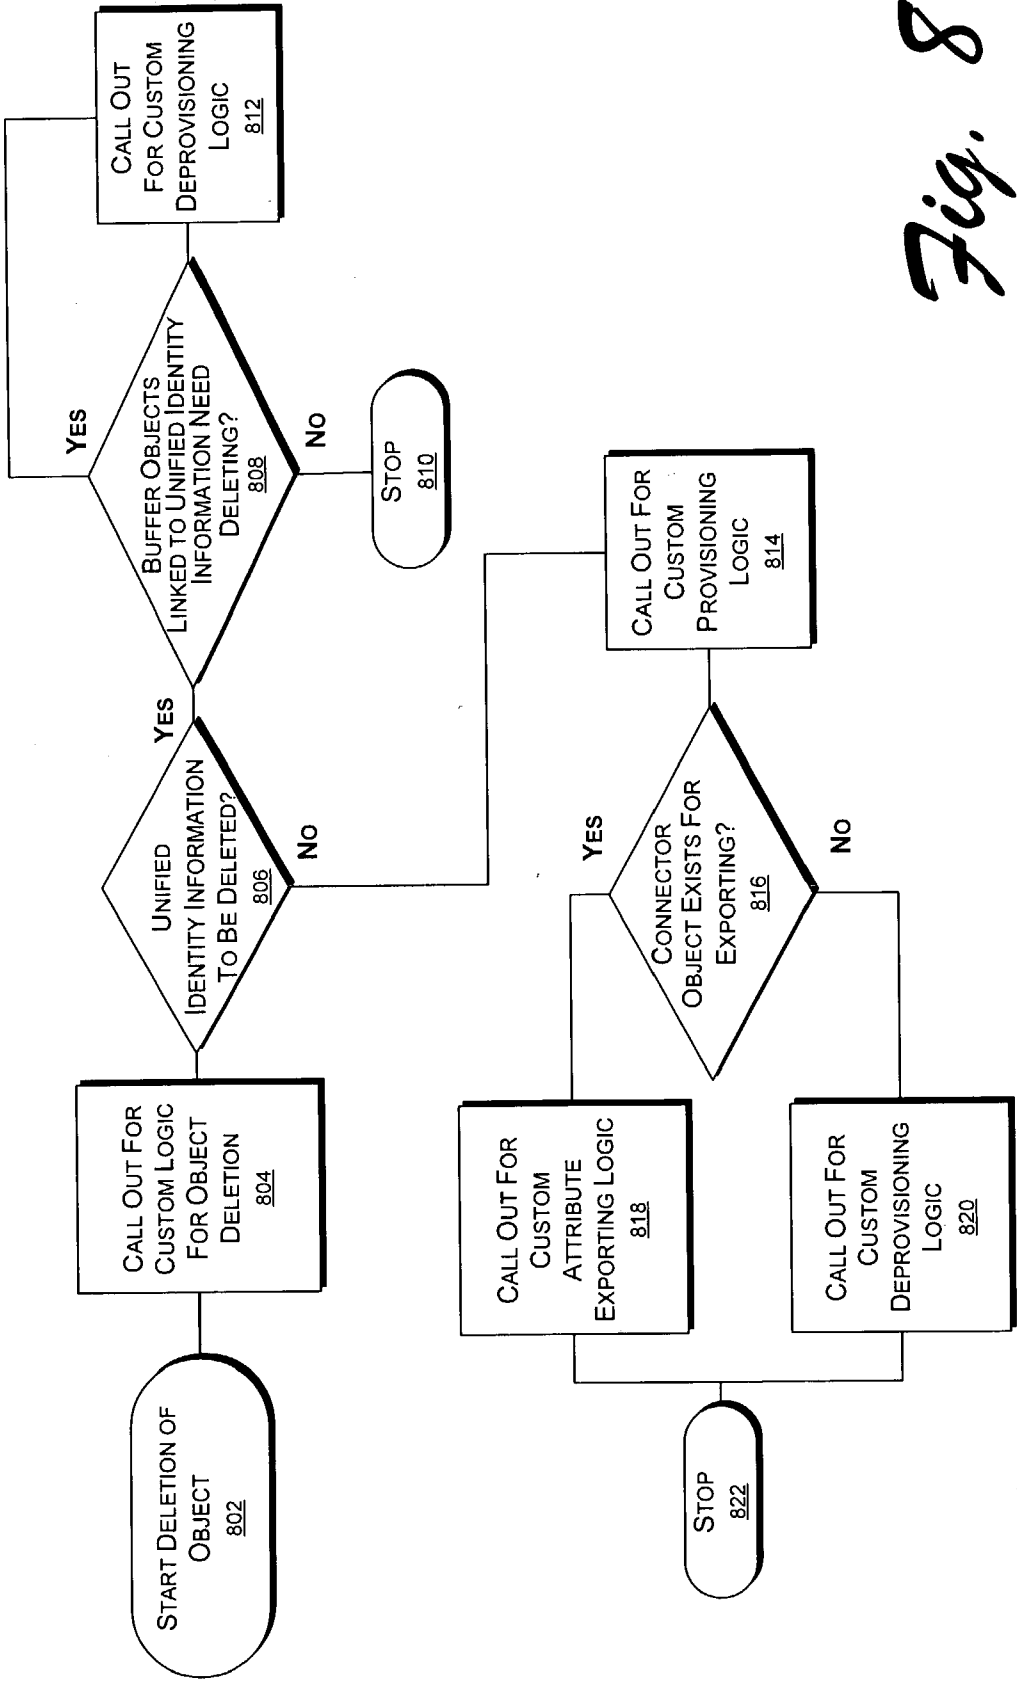 START DELETION OF
OBJECT
802
CALL OUT FOR
CUSTOM LOGIC
FOR OBJECT
DELETION
804
UNIFIED
IDENTITY INFORMATION
TO BE DELETED?
806
YES
NO
BUFFER OBJECTS
LINKED TO UNIFIED IDENTITY
INFORMATION NEED
DELETING?
808
YES
NO
STOP
810
CALL OUT
FOR CUSTOM
DEPROVISIONING
LOGIC
812
CALL OUT FOR
CUSTOM
PROVISIONING
LOGIC
814
CONNECTOR
OBJECT EXISTS FOR
EXPORTING?
816
YES
NO
CALL OUT FOR
CUSTOM
ATTRIBUTE
EXPORTING LOGIC
818
CALL OUT FOR
CUSTOM
DEPROVISIONING
LOGIC
820
STOP
822
Fig. 8